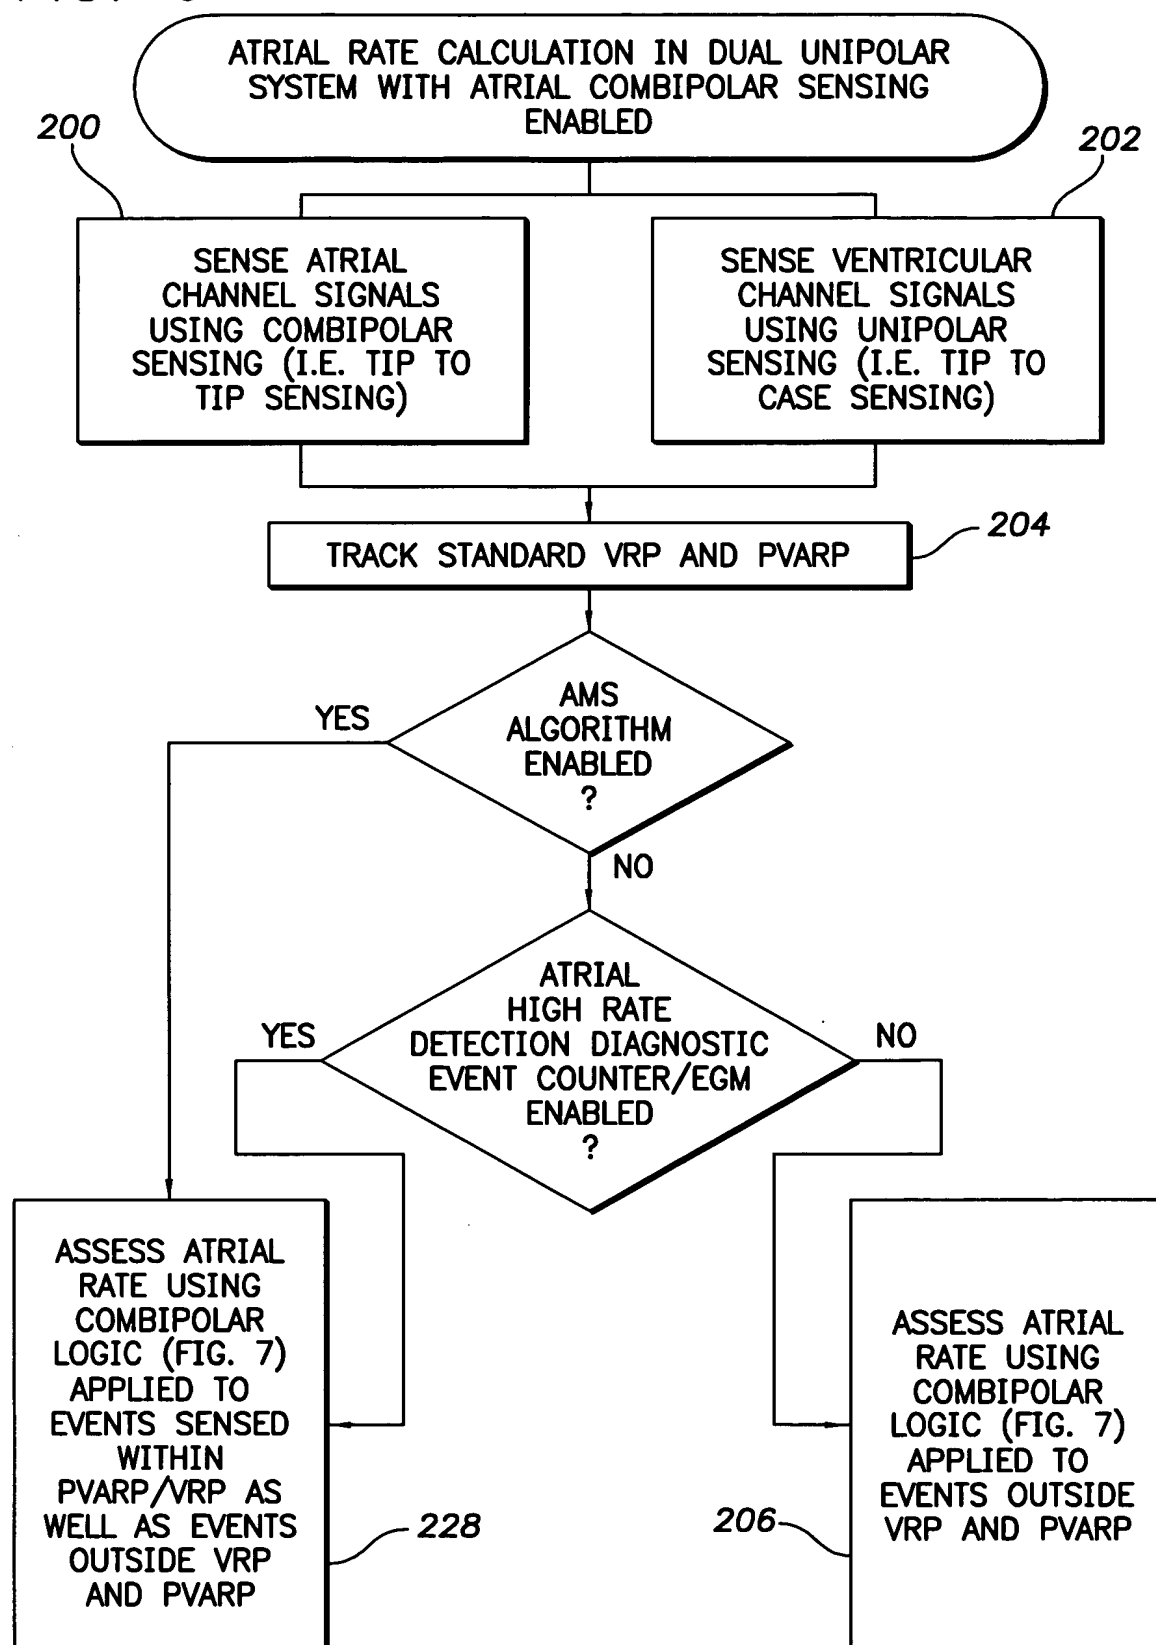 ATRIAL RATE CALCULATION IN DUAL UNIPOLAR
SYSTEM WITH ATRIAL COMBIPOLAR SENSING
ENABLED
200
202
SENSE ATRIAL
CHANNEL SIGNALS
USING COMBIPOLAR
SENSING (I.E. TIP TO
TIP SENSING)
SENSE VENTRICULAR
CHANNEL SIGNALS
USING UNIPOLAR
SENSING (I.E. TIP TO
CASE SENSING)
TRACK STANDARD VRP AND PVARP
204
AMS
ALGORITHM
ENABLED
?
YES
NO
ATRIAL
HIGH RATE
DETECTION DIAGNOSTIC
EVENT COUNTER/EGM
ENABLED
?
YES
NO
ASSESS ATRIAL
RATE USING
COMBIPOLAR
LOGIC (FIG. 7)
APPLIED TO
EVENTS SENSED
WITHIN
PVARP/VRP AS
WELL AS EVENTS
OUTSIDE VRP
AND PVARP
228
206
ASSESS ATRIAL
RATE USING
COMBIPOLAR
LOGIC (FIG. 7)
APPLIED TO
EVENTS OUTSIDE
VRP AND PVARP